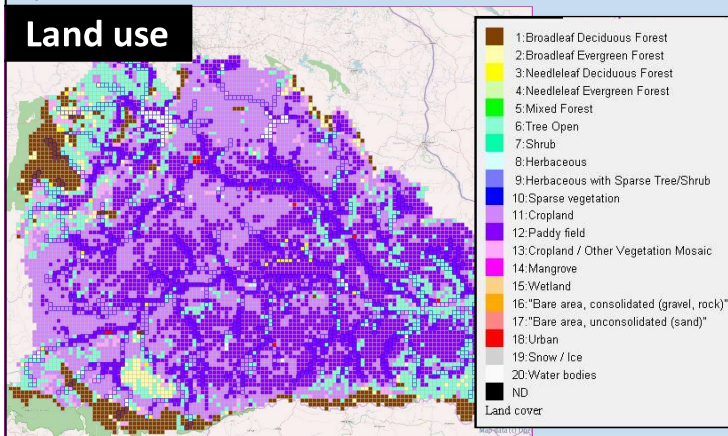 Land use
1:Broadleaf Deciduous Forest
2:Broadleaf Evergreen Forest
3:Needleleaf Deciduous Forest
4:Needleleaf Evergreen Forest
5:Mixed Forest
6:Tree Open
7:Shrub
8:Herbaceous
9:Herbaceous with Sparse Tree/Shrub
10:Sparse vegetation
11:Cropland
12:Paddy field
13:Cropland / Other Vegetation Mosaic
14:Mangrove
15:Wetland
16:"Bare area, consolidated (gravel, rock)"
17:"Bare area, unconsolidated (sand)"
18:Urban
19:Snow / Ice
20:Water bodies
ND
Land cover
Map data (c) Ope